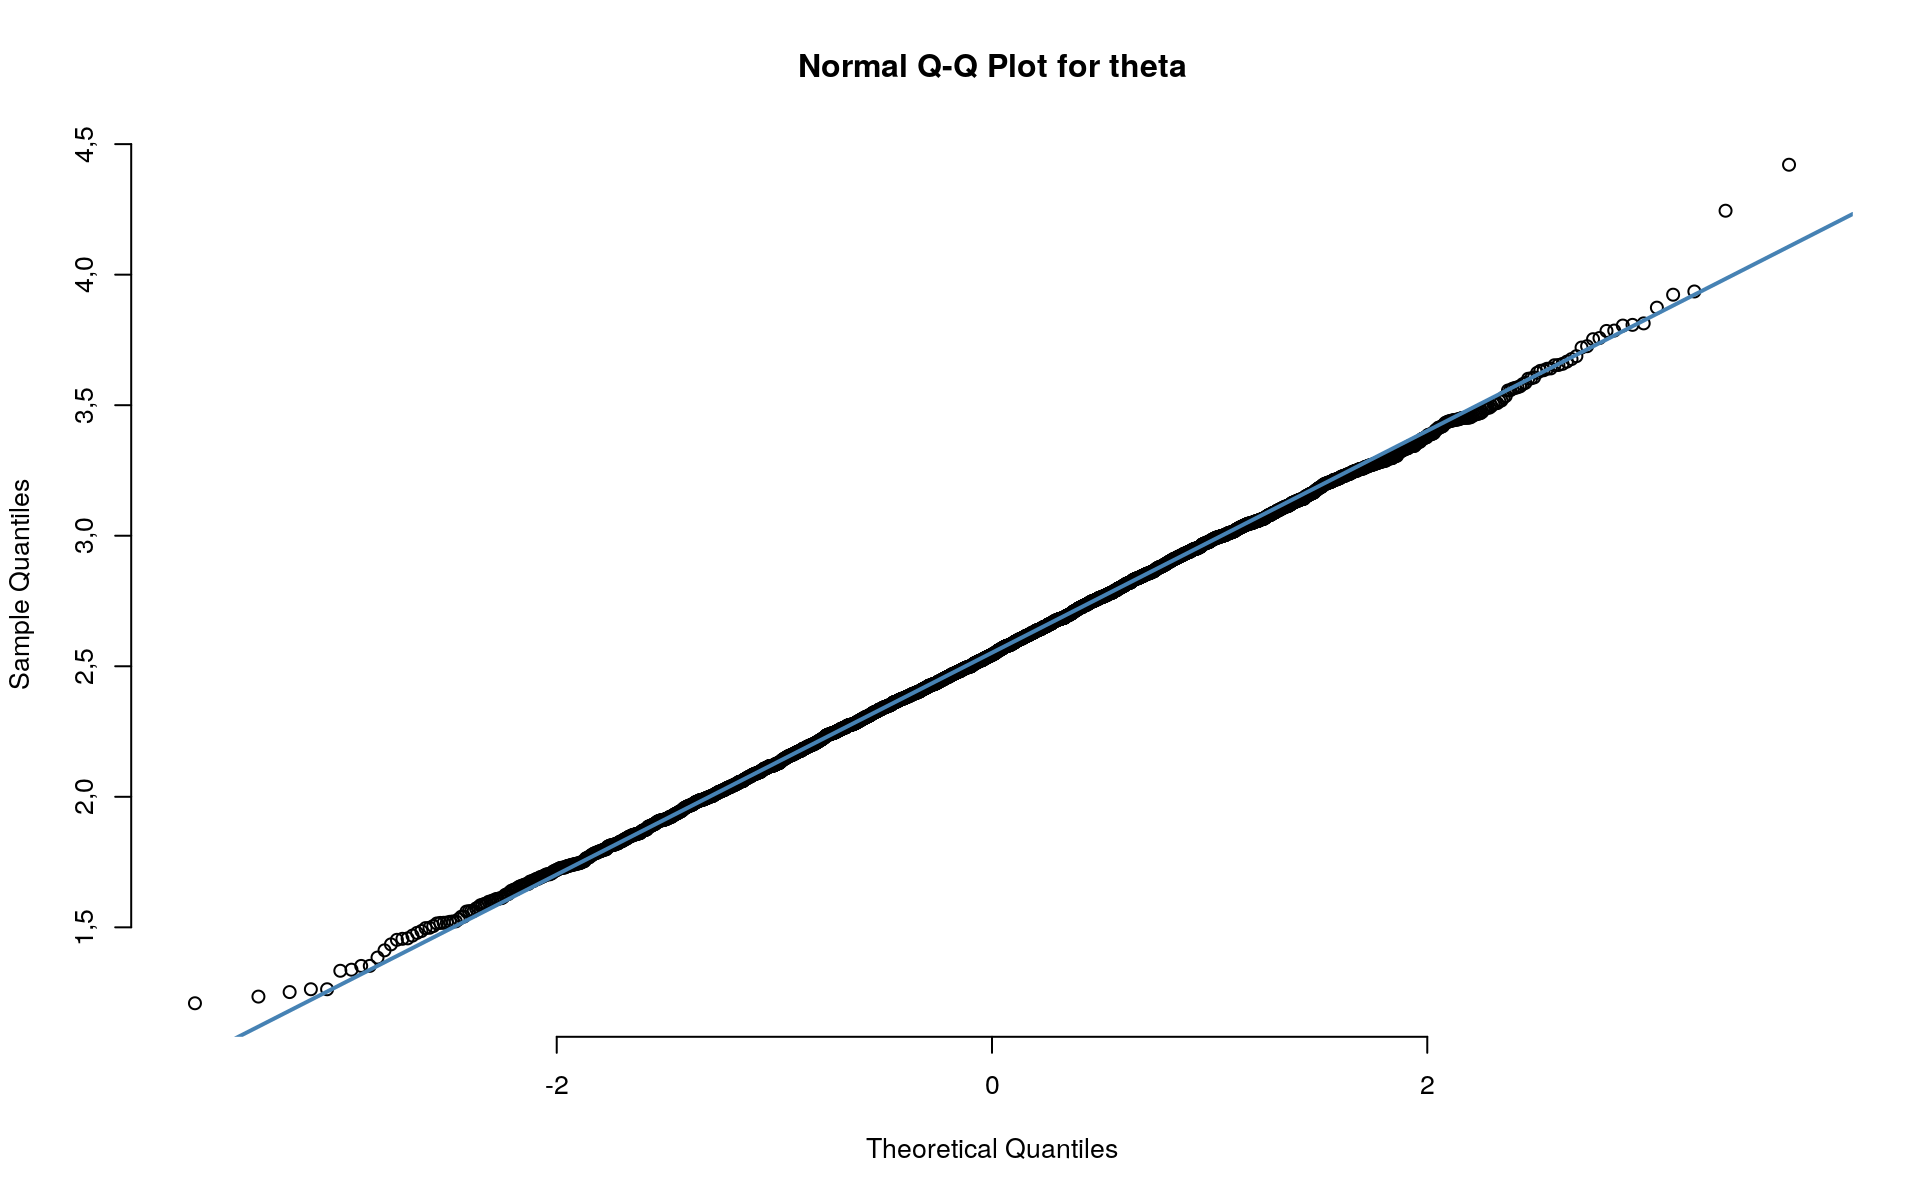 Normal Q-Q Plot for theta
4,5
4,0
3,5
3,0
2,5
2,0
1,5
Sample Quantiles
-2 0 2
Theoretical Quantiles